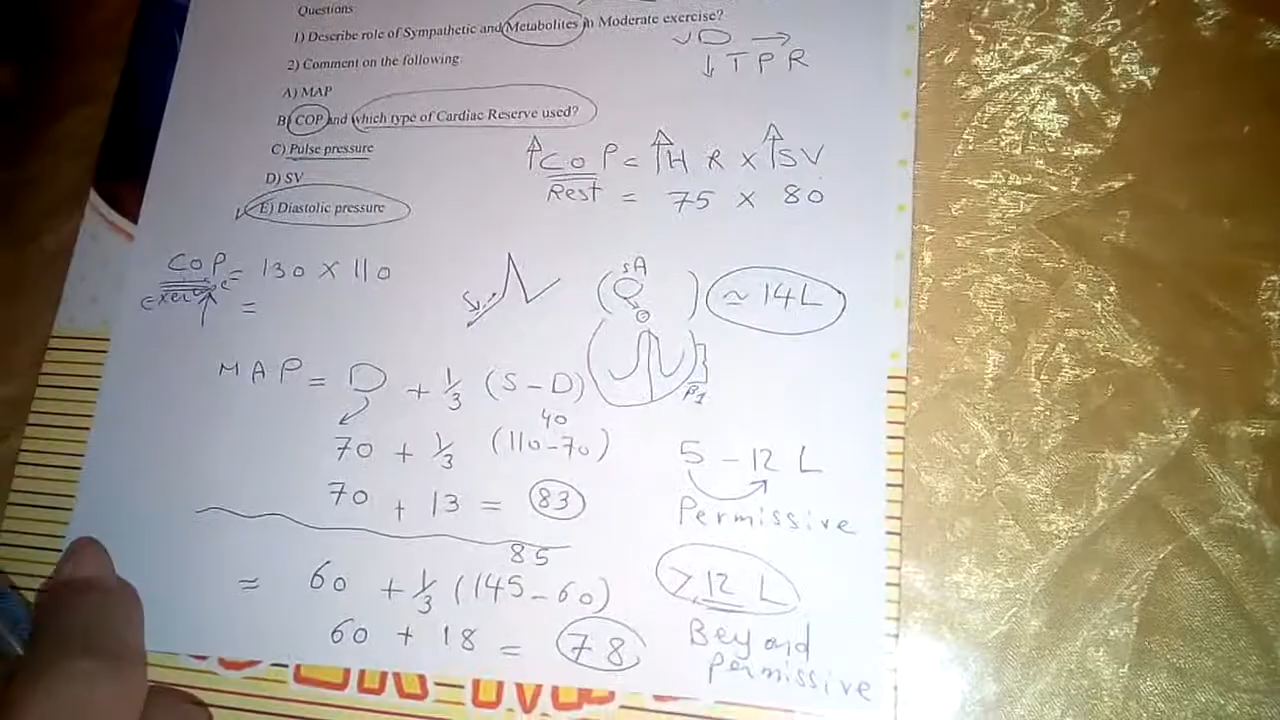 Questions
1) Describe role of Sympathetic and Metabolites in Moderate exercise?
✓ D →
↓ T P R
2) Comment on the following
A) MAP
B) COP and which type of Cardiac Reserve used?
C) Pulse pressure
↑COP = ↑H R × ↑SV
D) SV
Rest = 75 × 80
E) Diastolic pressure
COP = 130 × 110
exercise ↑ =
SA
≃ 14L
MAP = D + 1/3 (S - D)
β1
40
70 + 1/3 (110-70)
5 - 12 L
70 + 13 = 83
Permissive
85
= 60 + 1/3 (145-60)
> 12 L
60 + 18 = 78
Beyond
Permissive